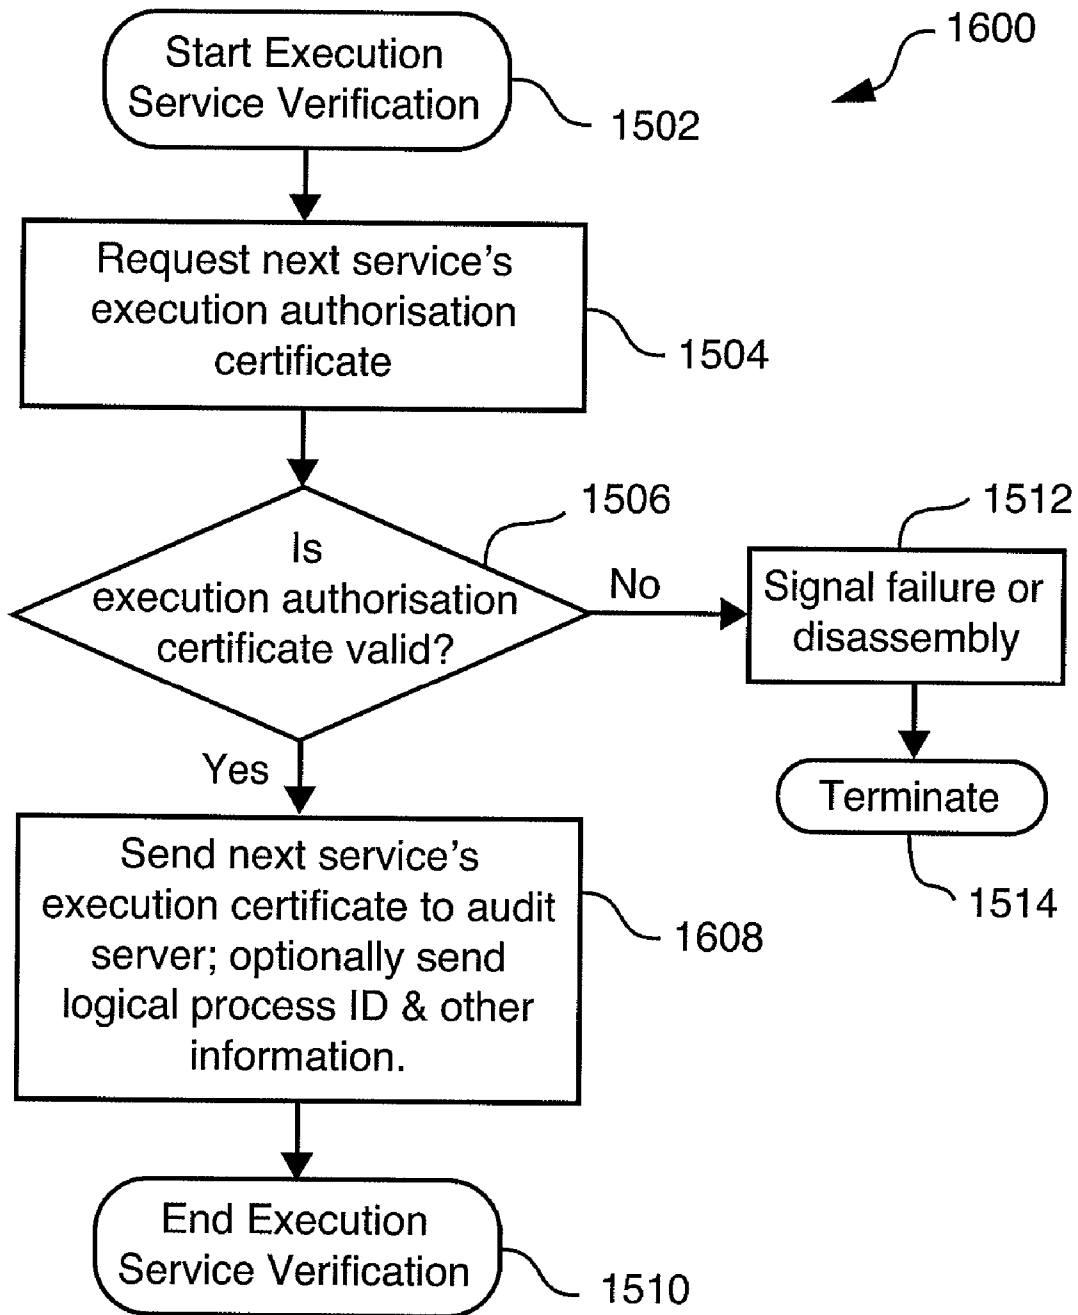 1600
Start Execution
Service Verification
1502
Request next service's
execution authorisation
certificate
1504
1506
Is
execution authorisation
certificate valid?
No
1512
Signal failure or
disassembly
Yes
Terminate
1514
Send next service's
execution certificate to audit
server; optionally send
logical process ID & other
information.
1608
End Execution
Service Verification
1510